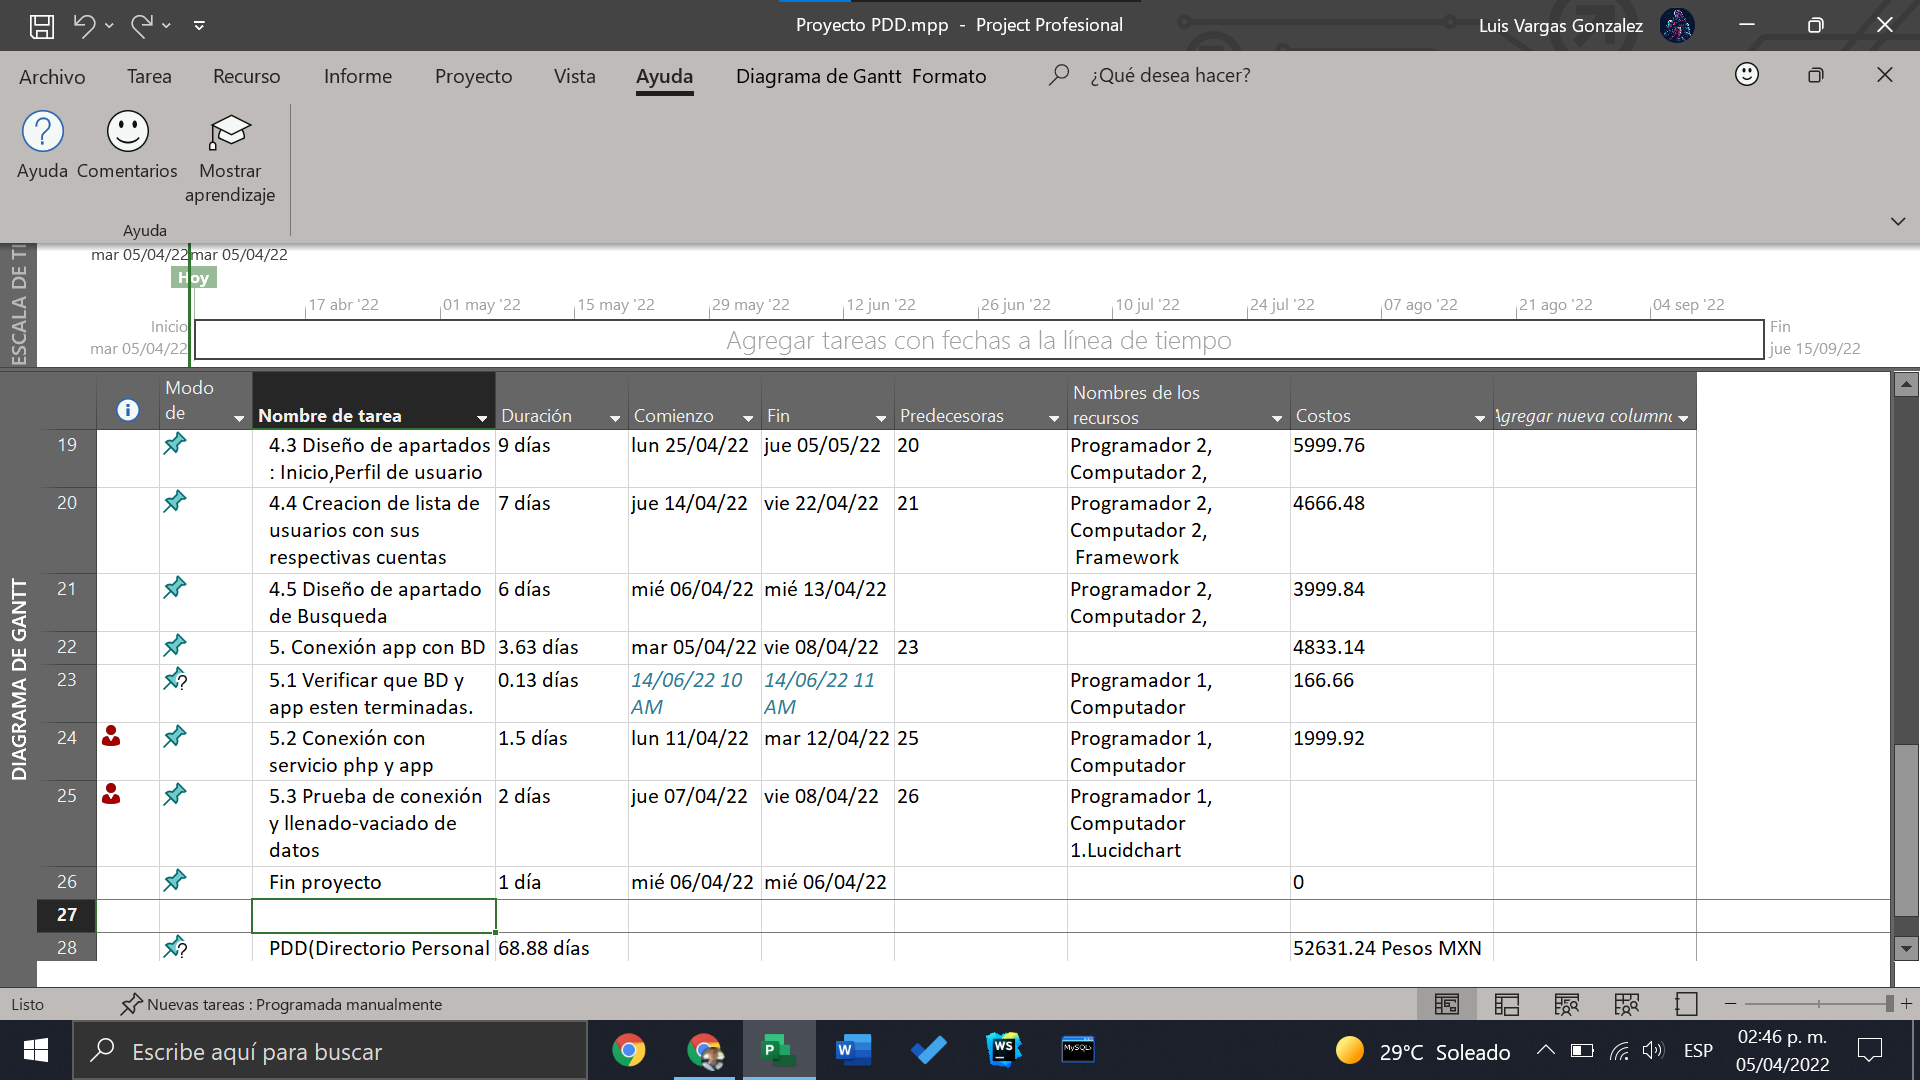 Proyecto PDD.mpp - Project Profesional
Luis Vargas Gonzalez
Archivo Tarea Recurso Informe Proyecto Vista Ayuda Diagrama de Gantt Formato ¿Qué desea hacer?
Ayuda Comentarios Mostrar
aprendizaje
Ayuda
ESCALA DE TI
mar 05/04/22 mar 05/04/22
Hoy
17 abr '22 01 may '22 15 may '22 29 may '22 12 jun '22 26 jun '22 10 jul '22 24 jul '22 07 ago '22 21 ago '22 04 sep '22
Inicio
mar 05/04/22
Agregar tareas con fechas a la línea de tiempo
Fin
jue 15/09/22
DIAGRAMA DE GANTT
Modo
de
Nombre de tarea
Duración
Comienzo
Fin
Predecesoras
Nombres de los
recursos
Costos
Agregar nueva column
19
4.3 Diseño de apartados
: Inicio,Perfil de usuario
9 días
lun 25/04/22
jue 05/05/22
20
Programador 2,
Computador 2,
5999.76
20
4.4 Creacion de lista de
usuarios con sus
respectivas cuentas
7 días
jue 14/04/22
vie 22/04/22
21
Programador 2,
Computador 2,
Framework
4666.48
21
4.5 Diseño de apartado
de Busqueda
6 días
mié 06/04/22
mié 13/04/22
Programador 2,
Computador 2,
3999.84
22
5. Conexión app con BD
3.63 días
mar 05/04/22
vie 08/04/22
23
4833.14
23
5.1 Verificar que BD y
app esten terminadas.
0.13 días
14/06/22 10
AM
14/06/22 11
AM
Programador 1,
Computador
166.66
24
5.2 Conexión con
servicio php y app
1.5 días
lun 11/04/22
mar 12/04/22
25
Programador 1,
Computador
1999.92
25
5.3 Prueba de conexión
y llenado-vaciado de
datos
2 días
jue 07/04/22
vie 08/04/22
26
Programador 1,
Computador
1.Lucidchart
26
Fin proyecto
1 día
mié 06/04/22
mié 06/04/22
0
27
28
PDD(Directorio Personal
68.88 días
52631.24 Pesos MXN
Listo
Nuevas tareas : Programada manualmente
Escribe aquí para buscar
P
W
WS
MySQL
29°C Soleado
ESP
02:46 p. m.
05/04/2022